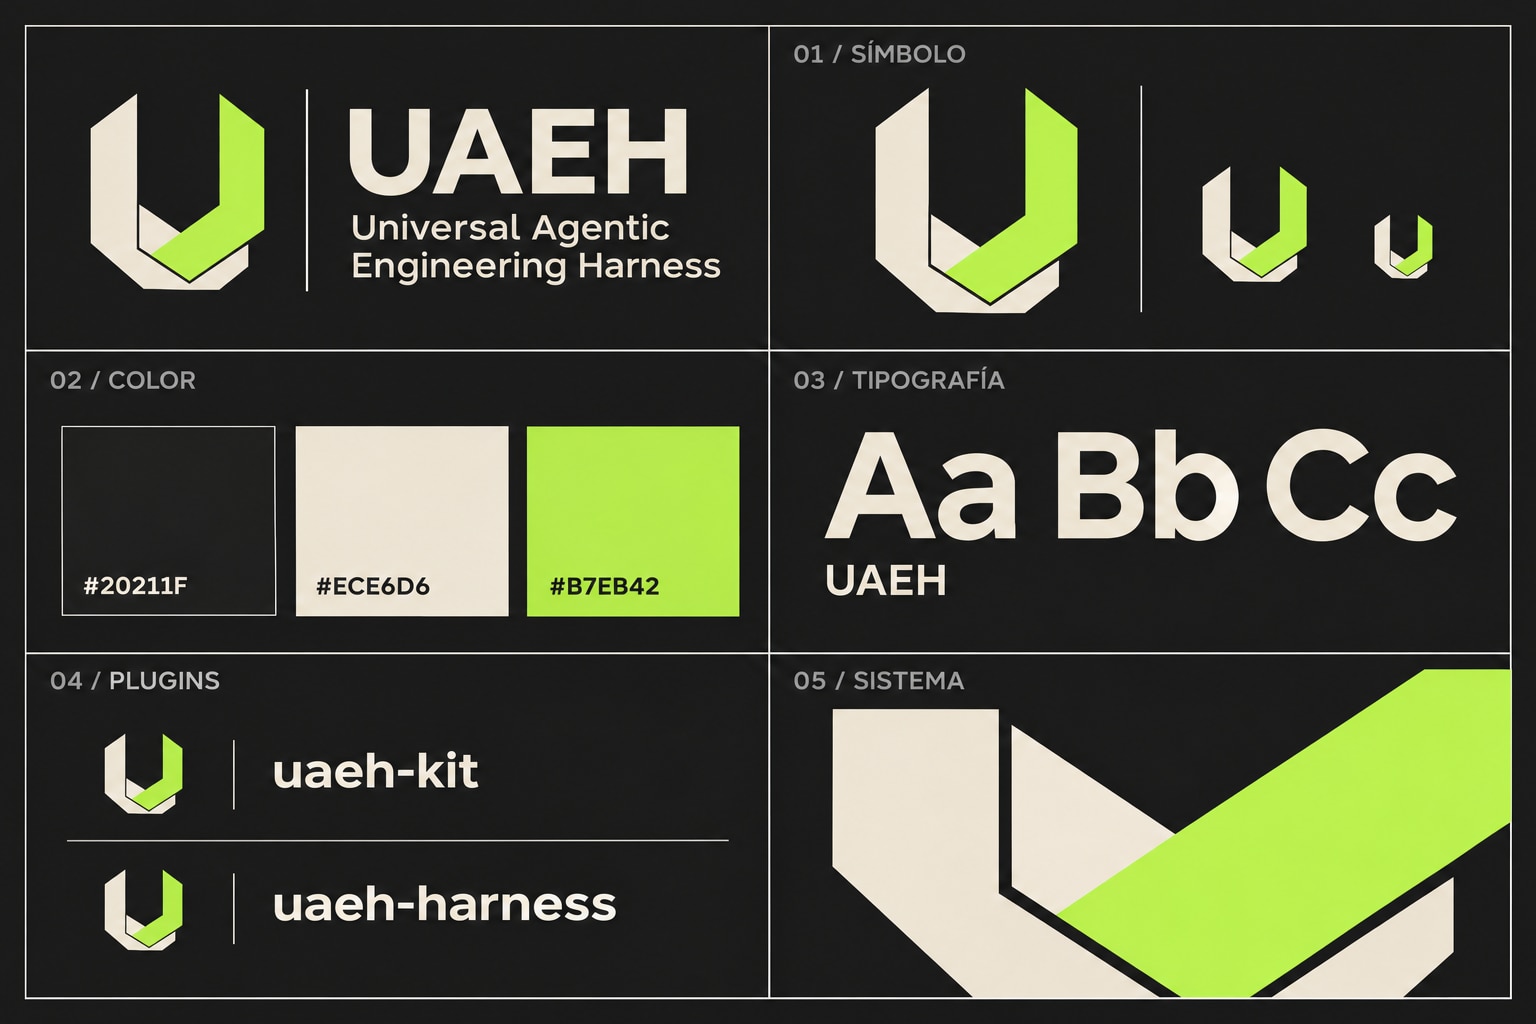 UAEH
Universal Agentic
Engineering Harness
01 / SÍMBOLO
02 / COLOR
#20211F
#ECE6D6
#B7EB42
03 / TIPOGRAFÍA
Aa Bb Cc
UAEH
04 / PLUGINS
uaeh-kit
uaeh-harness
05 / SISTEMA